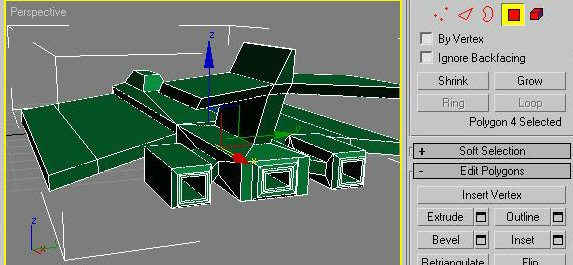 Perspective
z
y
x
z
x
By Vertex
Ignore Backfacing
Shrink Grow
Ring Loop
Polygon 4 Selected
+ Soft Selection
- Edit Polygons
Insert Vertex
Extrude Outline
Bevel Inset
Retriangulate Flip